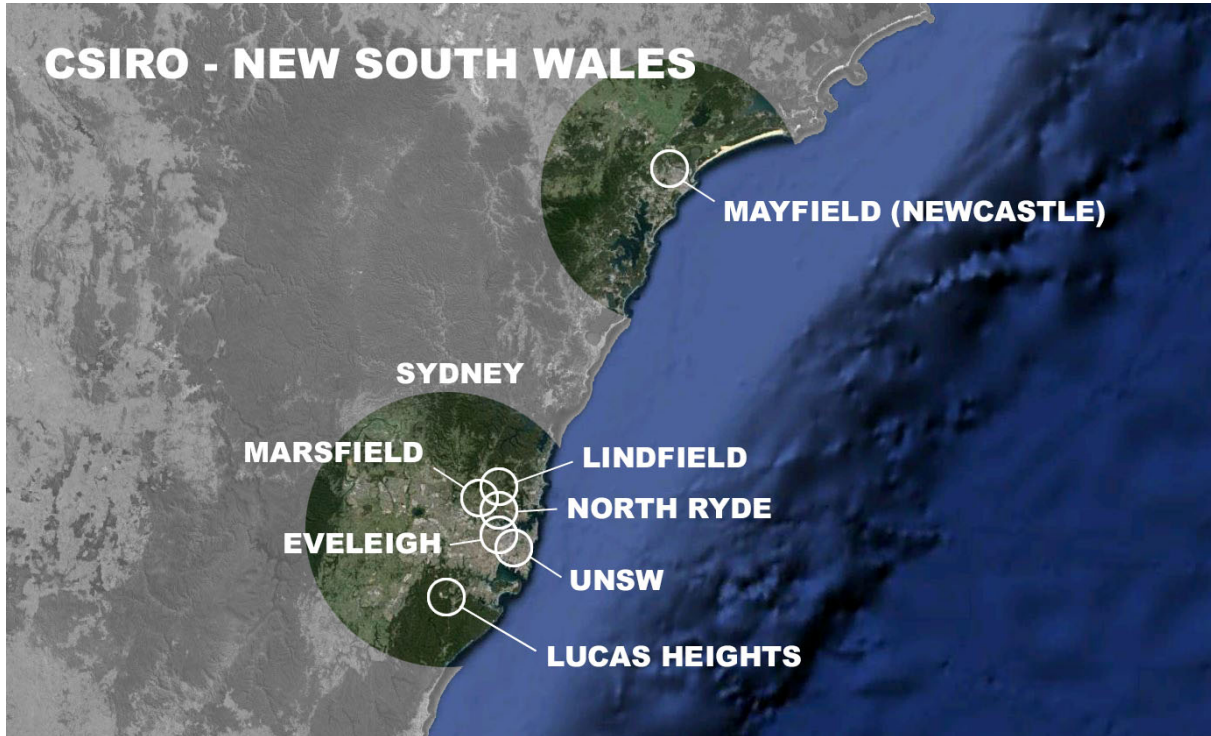 CSIRO - NEW SOUTH WALES
MAYFIELD (NEWCASTLE)
SYDNEY
MARSFIELD
LINDFIELD
NORTH RYDE
EVELEIGH
UNSW
LUCAS HEIGHTS